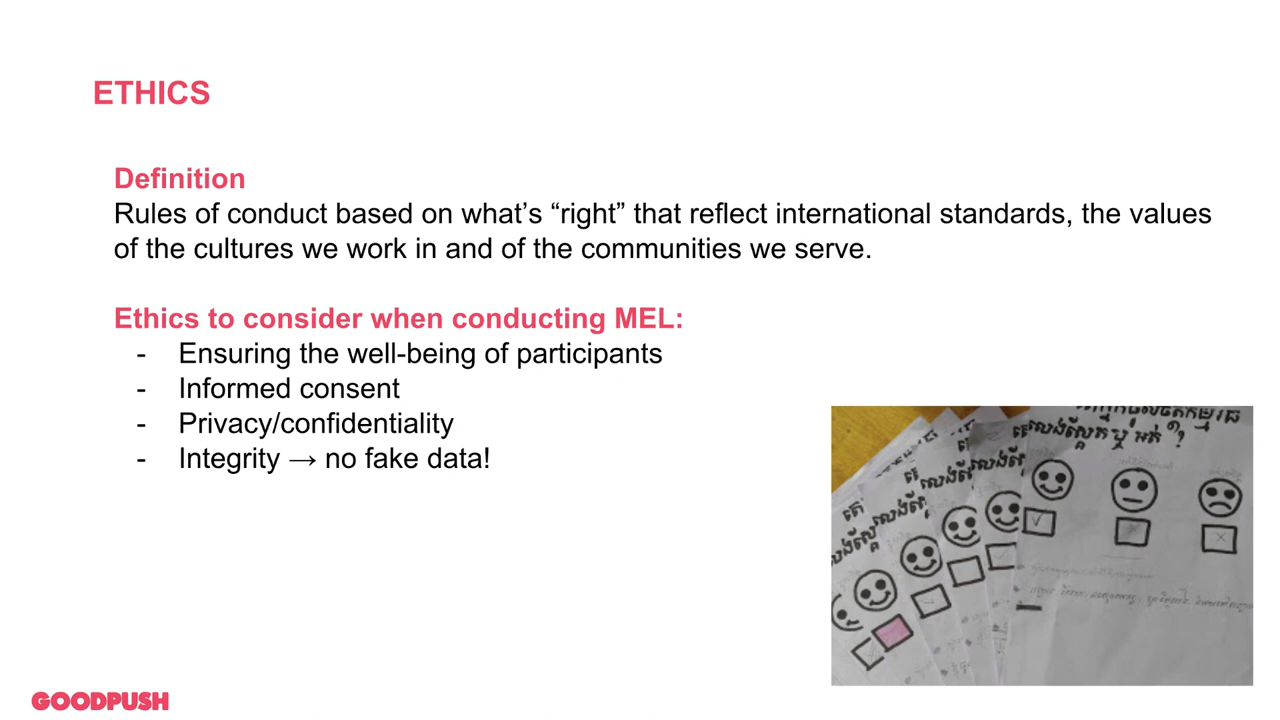 ETHICS
Definition
Rules of conduct based on what’s “right” that reflect international standards, the values
of the cultures we work in and of the communities we serve.
Ethics to consider when conducting MEL:
- Ensuring the well-being of participants
- Informed consent
- Privacy/confidentiality
- Integrity → no fake data!
GOODPUSH